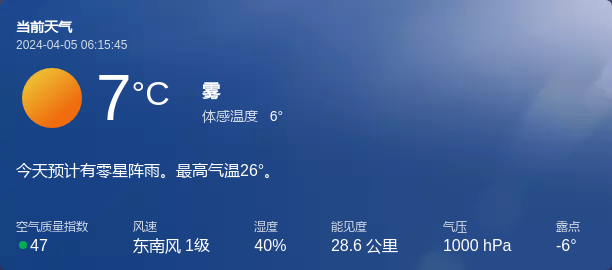 当前天气
2024-04-05 06:15:45
7°C
雾
体感温度 6°
今天预计有零星阵雨。最高气温26°。
空气质量指数 风速 湿度 能见度 气压 露点
47 东南风 1级 40% 28.6 公里 1000 hPa -6°